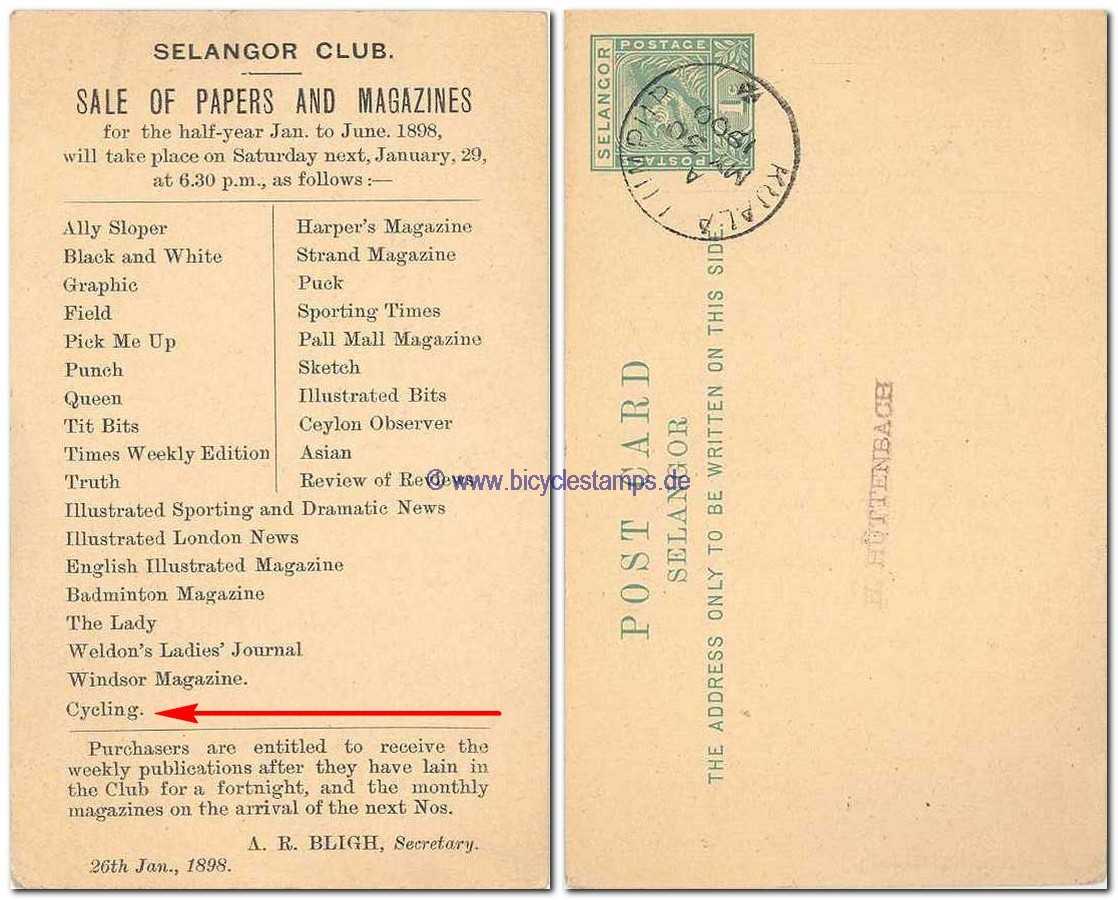 SELANGOR CLUB.
SALE OF PAPERS AND MAGAZINES
for the half-year Jan. to June. 1898,
will take place on Saturday next, January, 29,
at 6.30 p.m., as follows:—
Ally Sloper
Black and White
Graphic
Field
Pick Me Up
Punch
Queen
Tit Bits
Times Weekly Edition
Truth
Harper's Magazine
Strand Magazine
Puck
Sporting Times
Pall Mall Magazine
Sketch
Illustrated Bits
Ceylon Observer
Asian
Review of Reviews
Illustrated Sporting and Dramatic News
Illustrated London News
English Illustrated Magazine
Badminton Magazine
The Lady
Weldon's Ladies' Journal
Windsor Magazine.
Cycling.
Purchasers are entitled to receive the
weekly publications after they have lain in
the Club for a fortnight, and the monthly
magazines on the arrival of the next Nos.
A. R. BLIGH, Secretary.
26th Jan., 1898.
© www.bicyclestamps.de
SELANGOR
POSTAGE
POSTAGE
1c
KUALA LUMPUR
A
MY 30
1900
POST CARD
SELANGOR
THE ADDRESS ONLY TO BE WRITTEN ON THIS SIDE.
H. HÜTTENBACH